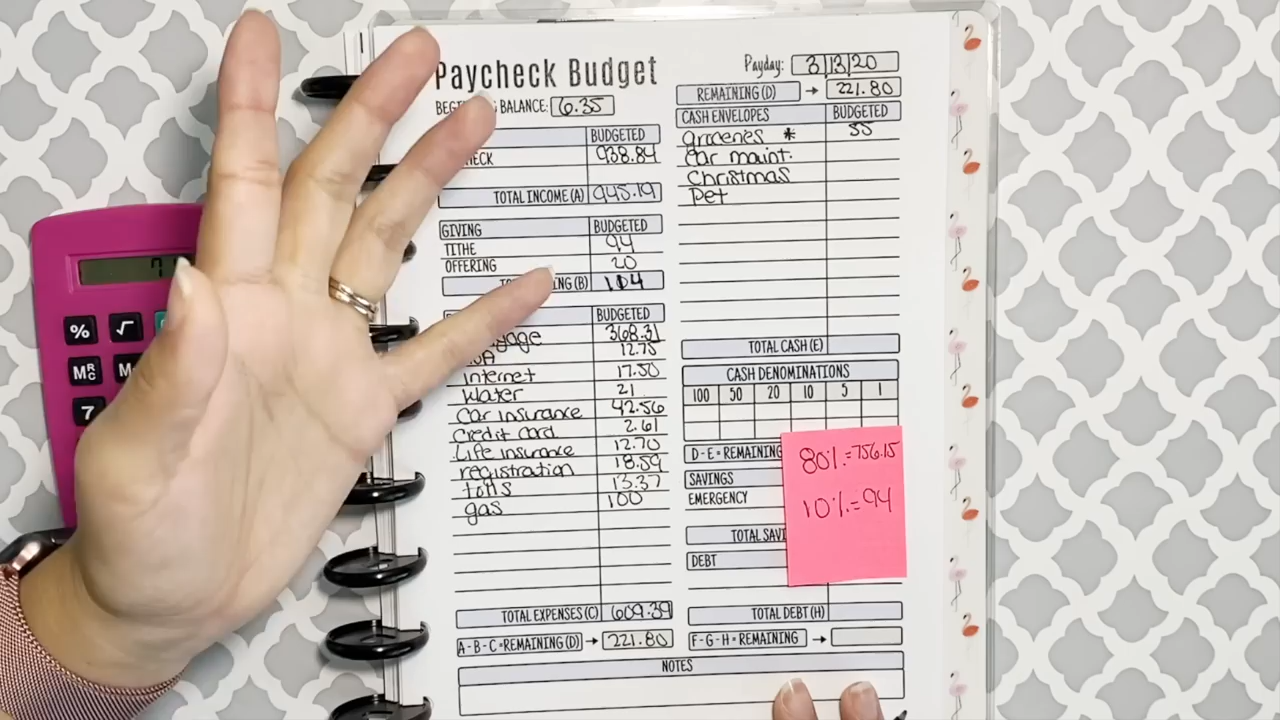 Paycheck Budget
Payday: 3/13/20
BALANCE: 6.35
REMAINING (D) → 221.80
BUDGETED
938.84
TOTAL INCOME (A) 945.19
GIVING BUDGETED
TITHE 94
OFFERING 20
(B) 104
BUDGETED
368.31
12.75
Internet 17.50
Water 21
Car insurance 42.56
Credit card 2.61
Life insurance 12.70
registration 18.59
tolls 13.37
gas 100
TOTAL EXPENSES (C) 609.39
A-B-C=REMAINING (D) → 221.80
CASH ENVELOPES BUDGETED
groceries * 55
Car maint.
Christmas
Pet
TOTAL CASH (E)
CASH DENOMINATIONS
100 50 20 10 5 1
D-E=REMAINING
SAVINGS
EMERGENCY
TOTAL
DEBT
TOTAL DEBT (H)
F-G-H=REMAINING →
NOTES
80%=756.15
10%=94
%
√
MRC
7